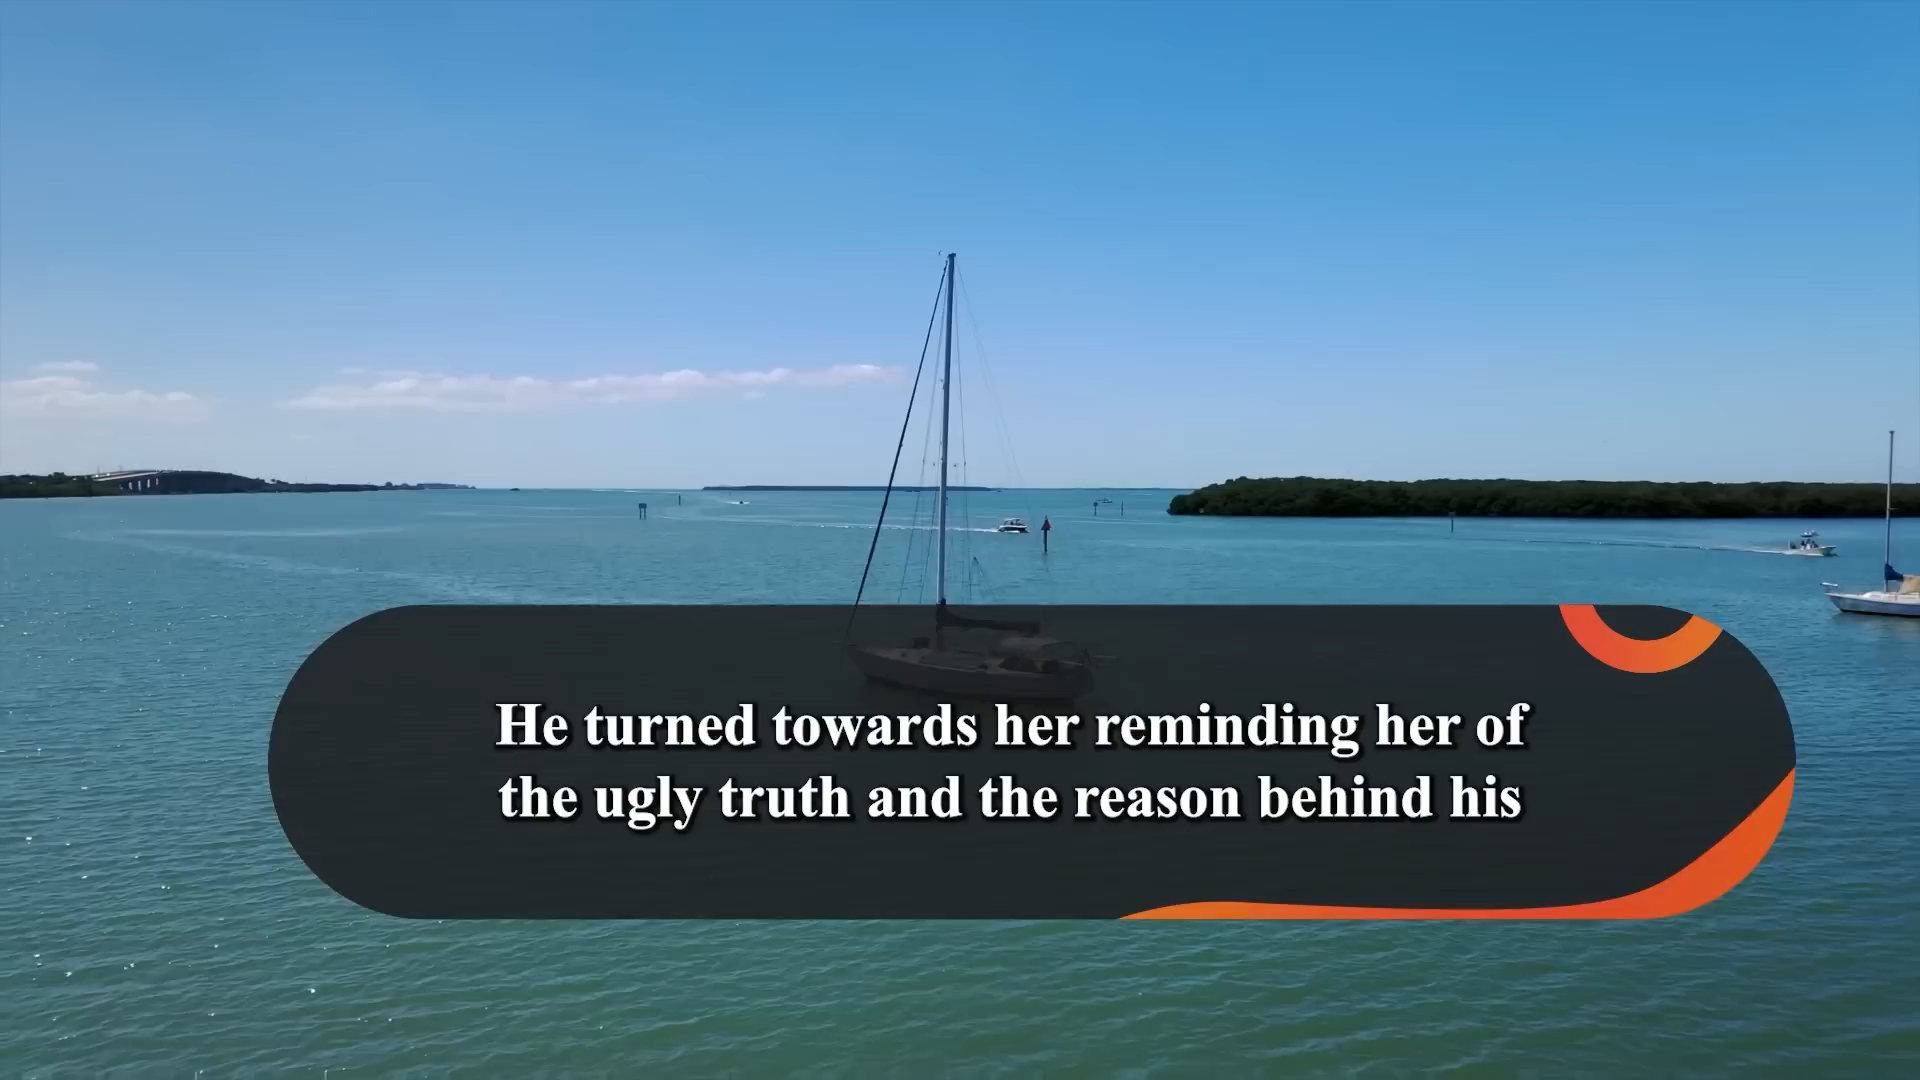 He turned towards her reminding her of
the ugly truth and the reason behind his